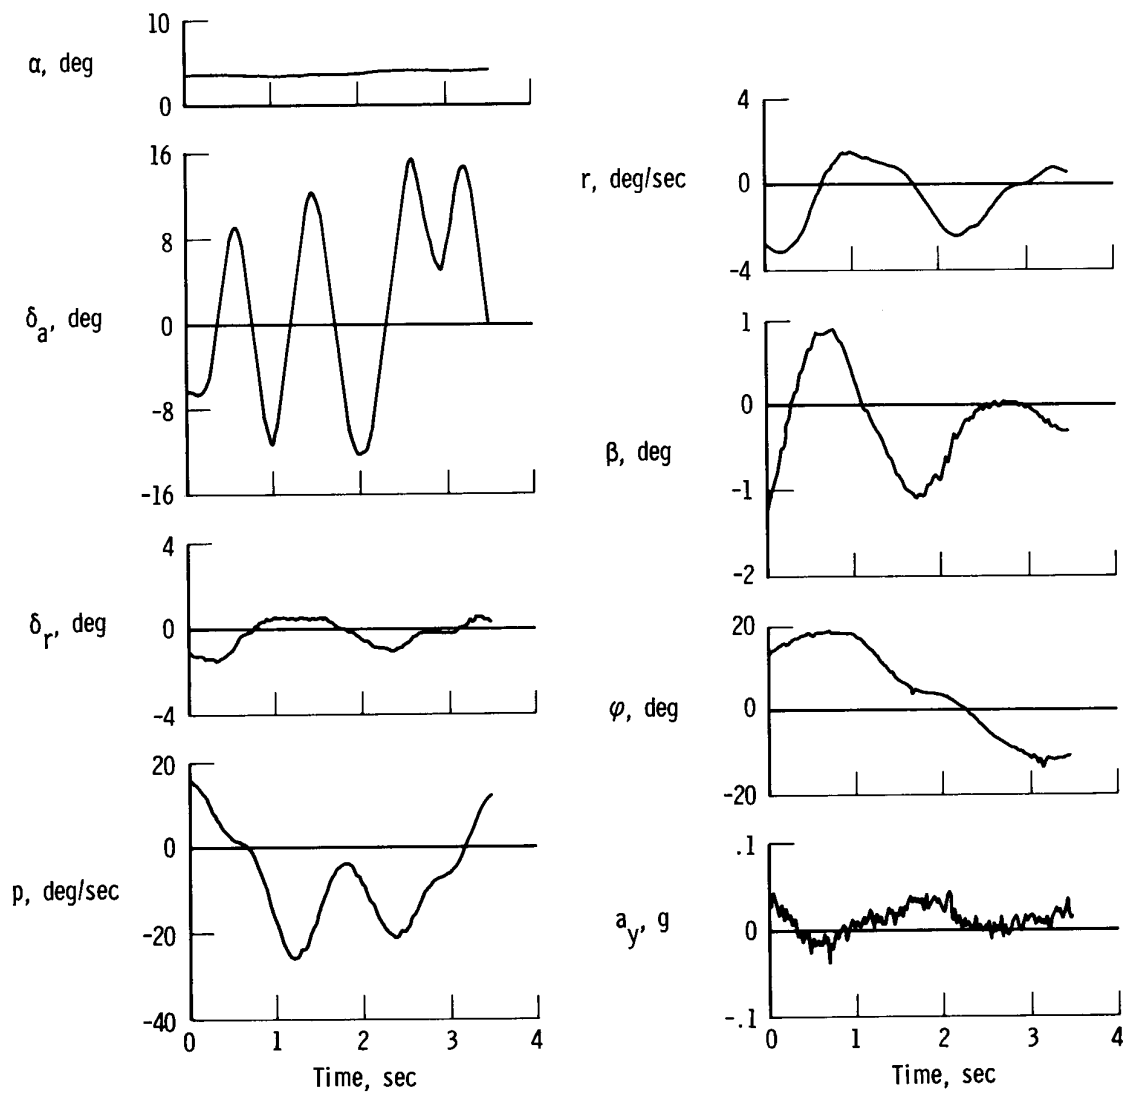 α, deg
10
0
δa, deg
16
8
0
-8
-16
δr, deg
4
0
-4
p, deg/sec
20
0
-20
-40
0 1 2 3 4
Time, sec
r, deg/sec
4
0
-4
β, deg
1
0
-1
-2
φ, deg
20
0
-20
ay, g
.1
0
-.1
0 1 2 3 4
Time, sec